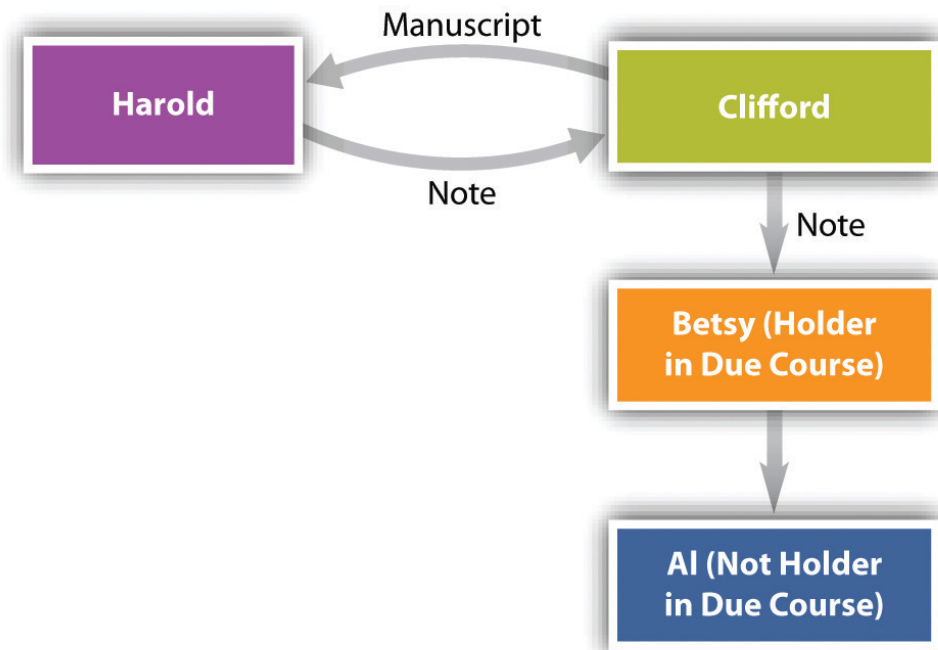 Manuscript
Harold
Clifford
Note
Note
Betsy (Holder
in Due Course)
Al (Not Holder
in Due Course)